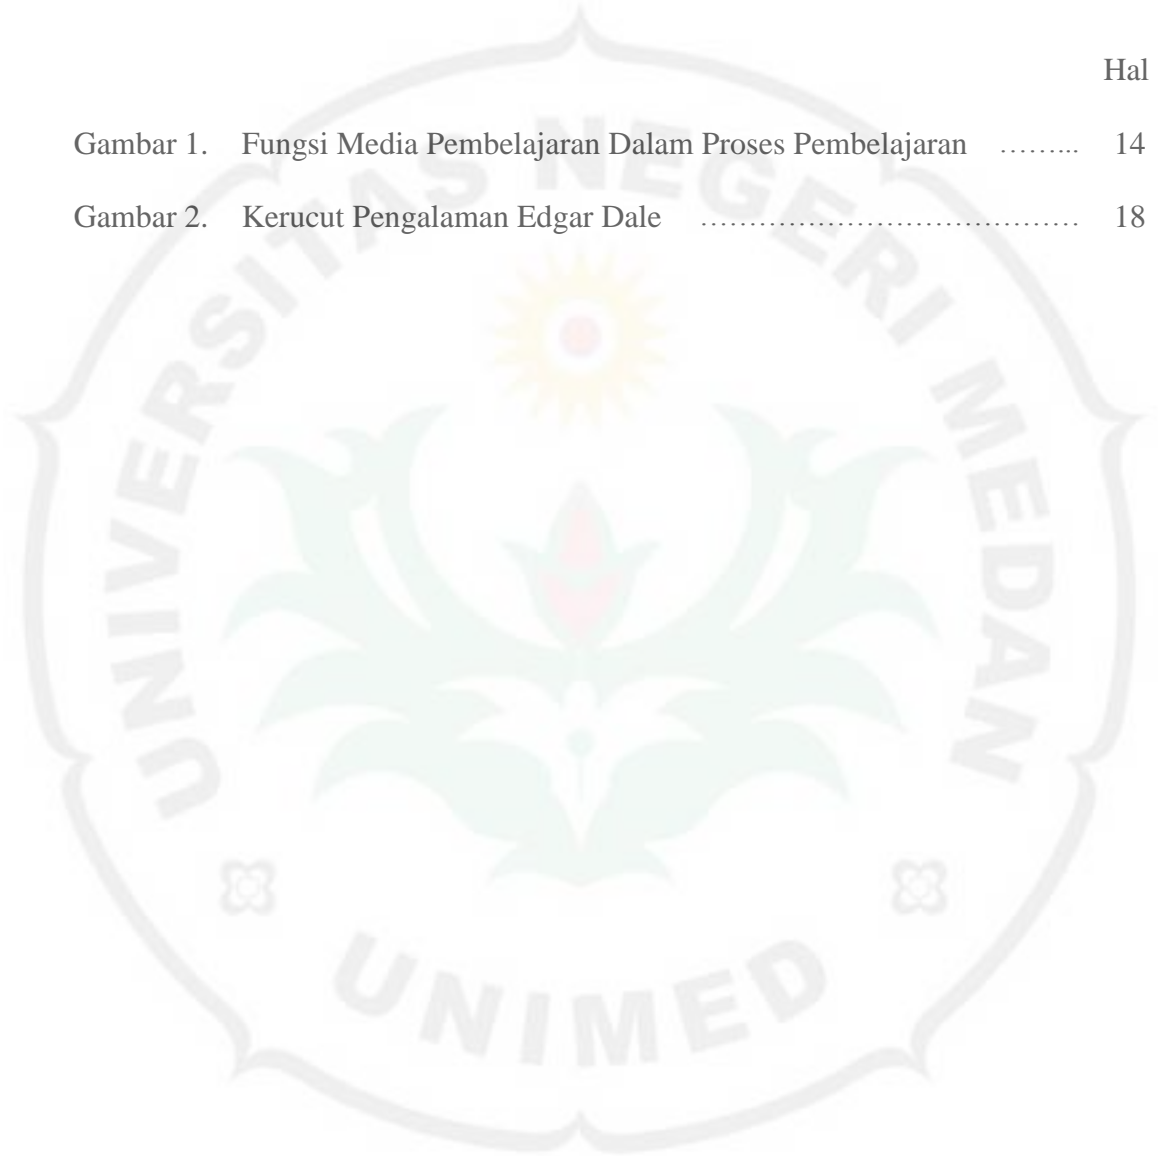 Hal
Gambar 1. Fungsi Media Pembelajaran Dalam Proses Pembelajaran ……... 14
Gambar 2. Kerucut Pengalaman Edgar Dale ………………………………… 18
UNIVERSITAS NEGERI MEDAN
UNIMED